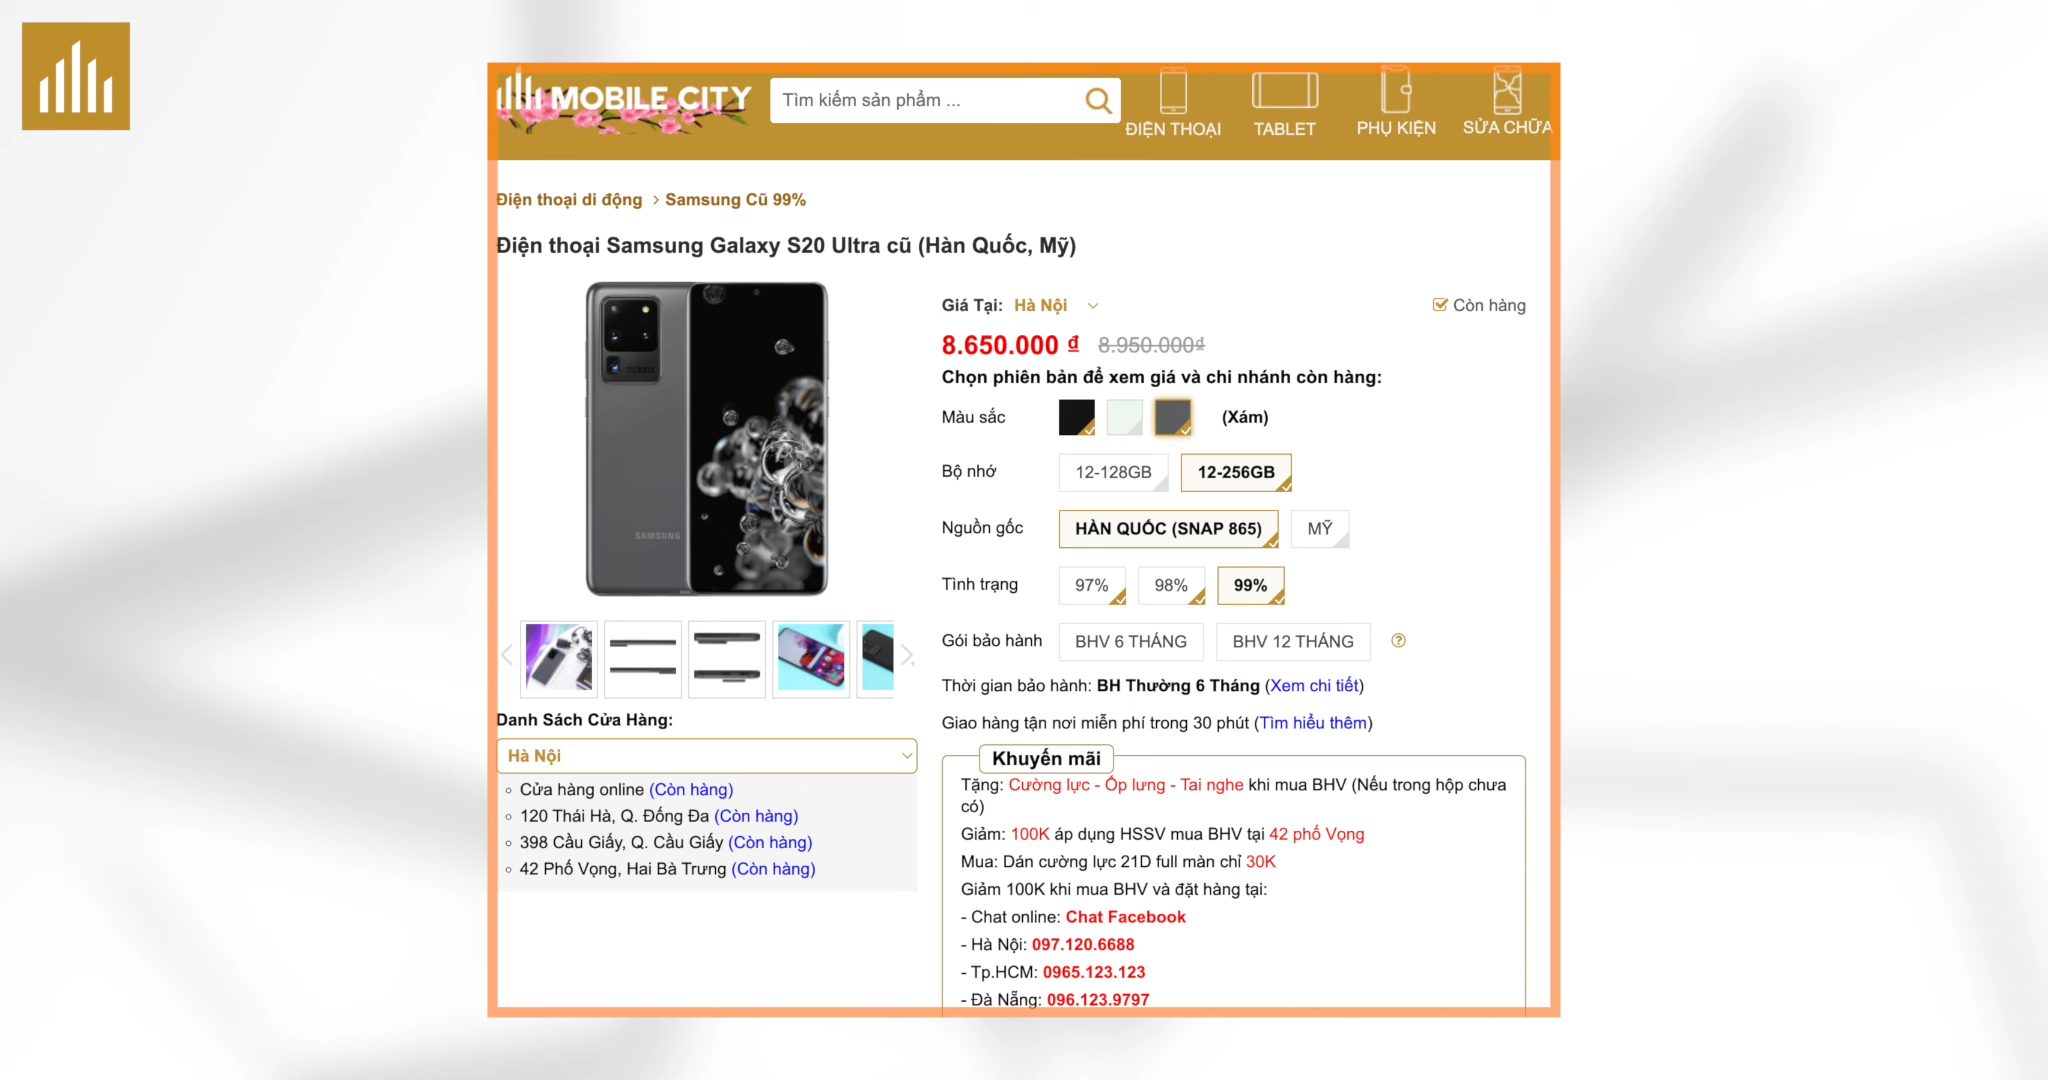 MOBILE CITY
Tìm kiếm sản phẩm ...
ĐIỆN THOẠI
TABLET
PHỤ KIỆN
SỬA CHỮA
Điện thoại di động > Samsung Cũ 99%
Điện thoại Samsung Galaxy S20 Ultra cũ (Hàn Quốc, Mỹ)
SAMSUNG
Giá Tại: Hà Nội
Còn hàng
8.650.000 ₫ 8.950.000₫
Chọn phiên bản để xem giá và chi nhánh còn hàng:
Màu sắc (Xám)
Bộ nhớ 12-128GB 12-256GB
Nguồn gốc HÀN QUỐC (SNAP 865) MỸ
Tình trạng 97% 98% 99%
Gói bảo hành BHV 6 THÁNG BHV 12 THÁNG
Thời gian bảo hành: BH Thường 6 Tháng (Xem chi tiết)
Giao hàng tận nơi miễn phí trong 30 phút (Tìm hiểu thêm)
Danh Sách Cửa Hàng:
Hà Nội
Cửa hàng online (Còn hàng)
120 Thái Hà, Q. Đống Đa (Còn hàng)
398 Cầu Giấy, Q. Cầu Giấy (Còn hàng)
42 Phố Vọng, Hai Bà Trưng (Còn hàng)
Khuyến mãi
Tặng: Cường lực - Ốp lưng - Tai nghe khi mua BHV (Nếu trong hộp chưa
có)
Giảm: 100K áp dụng HSSV mua BHV tại 42 phố Vọng
Mua: Dán cường lực 21D full màn chỉ 30K
Giảm 100K khi mua BHV và đặt hàng tại:
- Chat online: Chat Facebook
- Hà Nội: 097.120.6688
- Tp.HCM: 0965.123.123
- Đà Nẵng: 096.123.9797